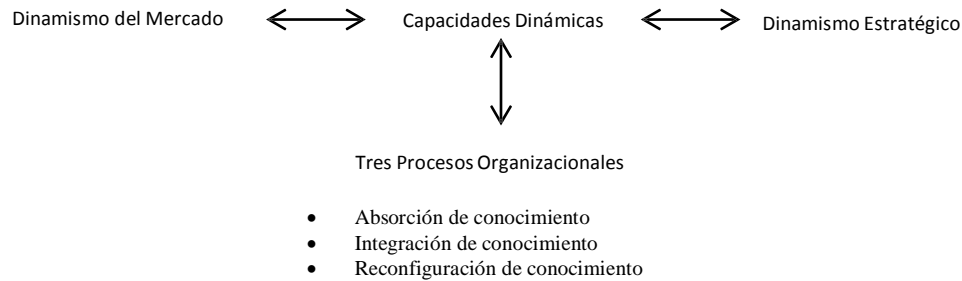 Dinamismo del Mercado Capacidades Dinámicas Dinamismo Estratégico
Tres Procesos Organizacionales
• Absorción de conocimiento
• Integración de conocimiento
• Reconfiguración de conocimiento